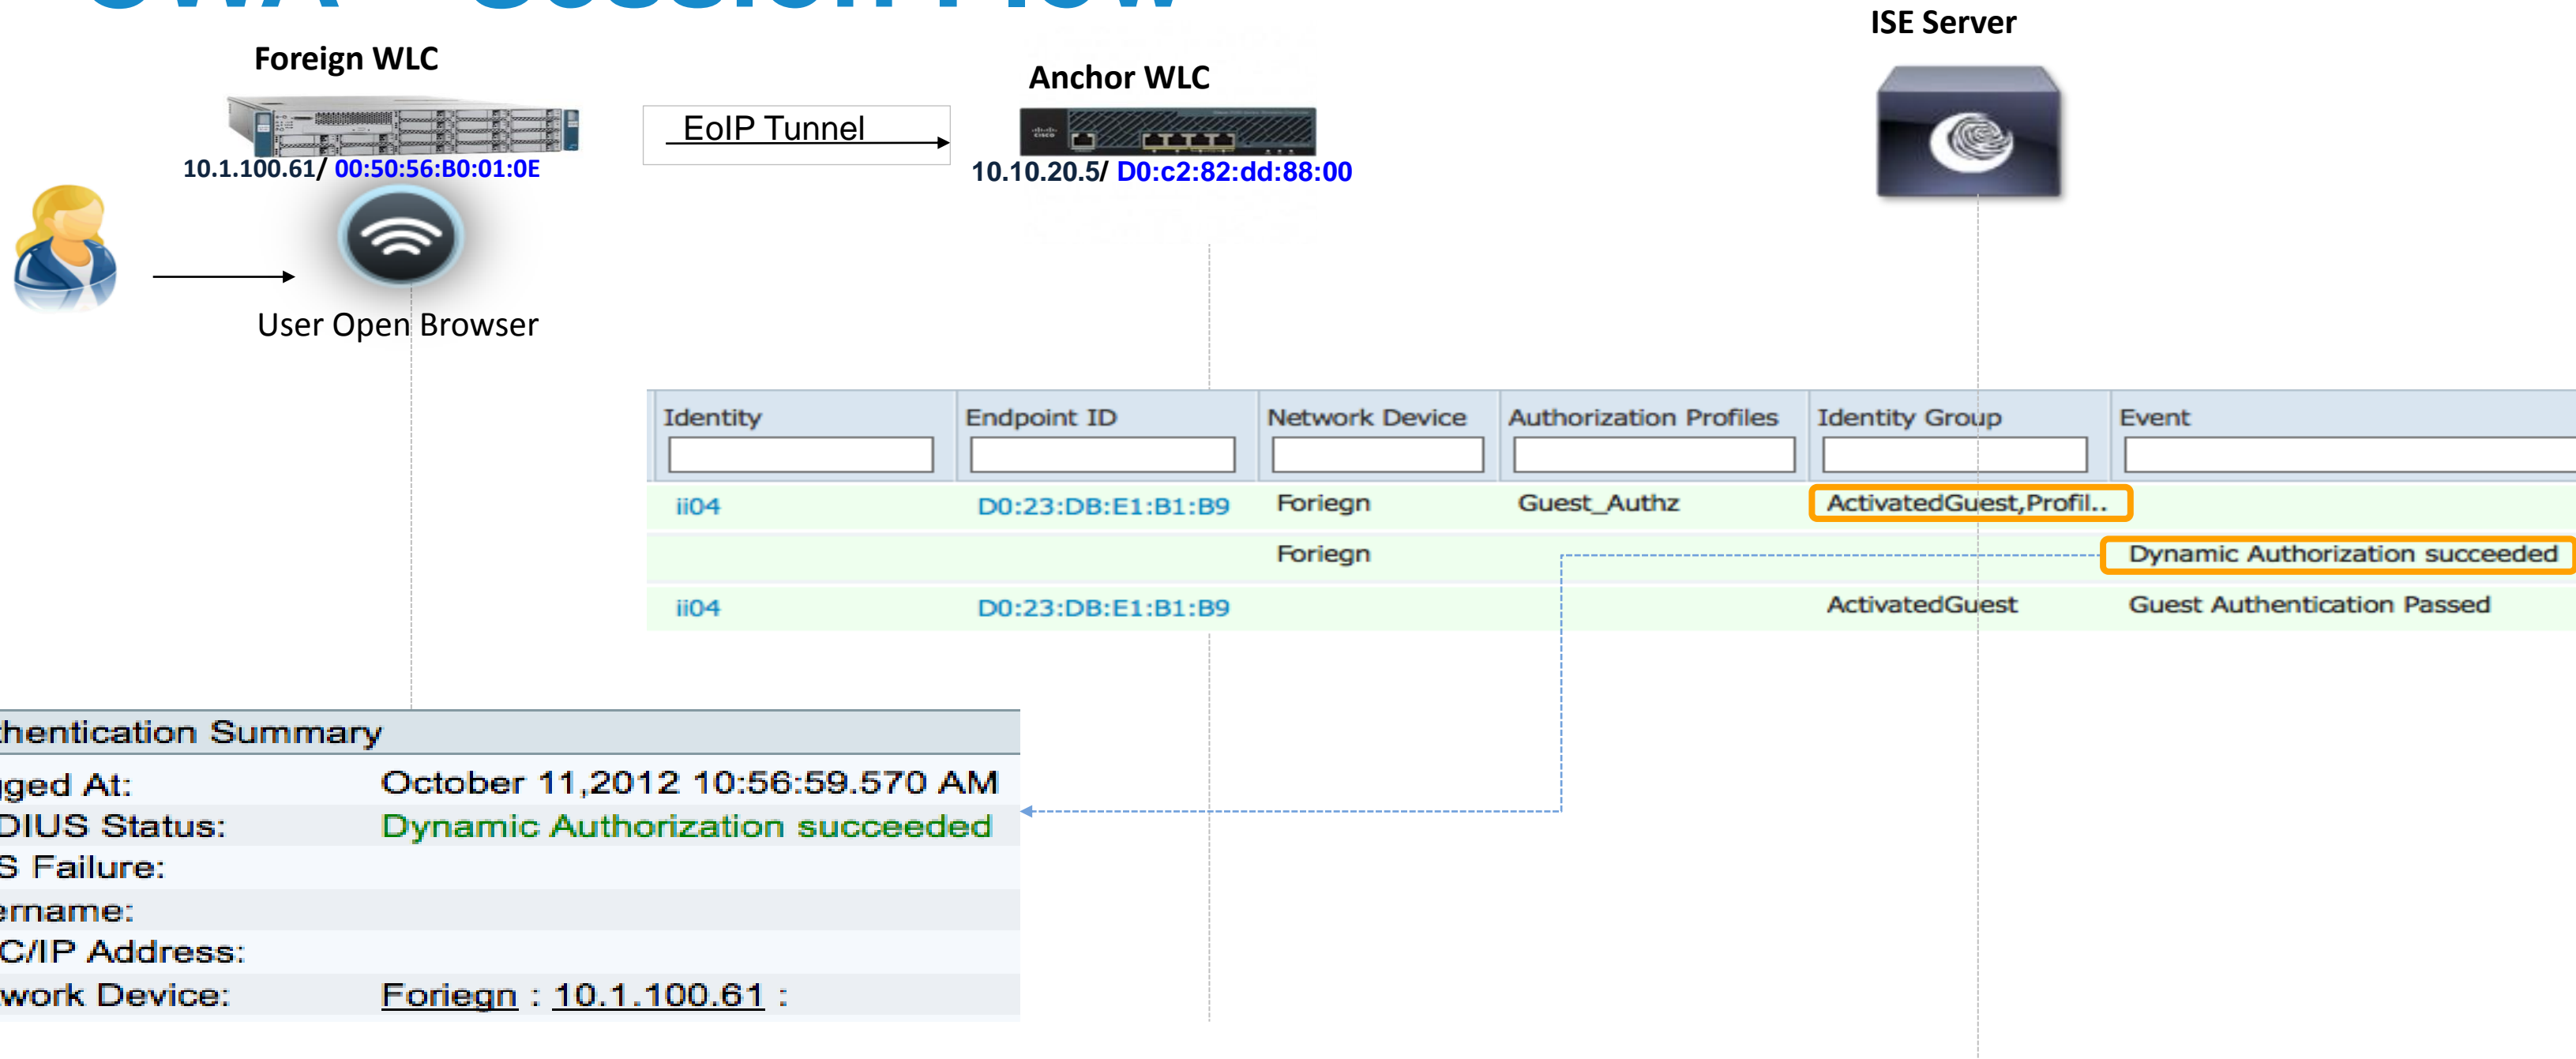 ISE Server
Foreign WLC
Anchor WLC
EoIP Tunnel
10.1.100.61/ 00:50:56:B0:01:0E
10.10.20.5/ D0:c2:82:dd:88:00
User Open Browser
Identity Endpoint ID Network Device Authorization Profiles Identity Group Event
ii04 D0:23:DB:E1:B1:B9 Foriegn Guest_Authz ActivatedGuest,Profil..
Foriegn Dynamic Authorization succeeded
ii04 D0:23:DB:E1:B1:B9 ActivatedGuest Guest Authentication Passed
hentication Summary
gged At: October 11,2012 10:56:59.570 AM
DIUS Status: Dynamic Authorization succeeded
S Failure:
ername:
C/IP Address:
work Device: Foriegn : 10.1.100.61 :